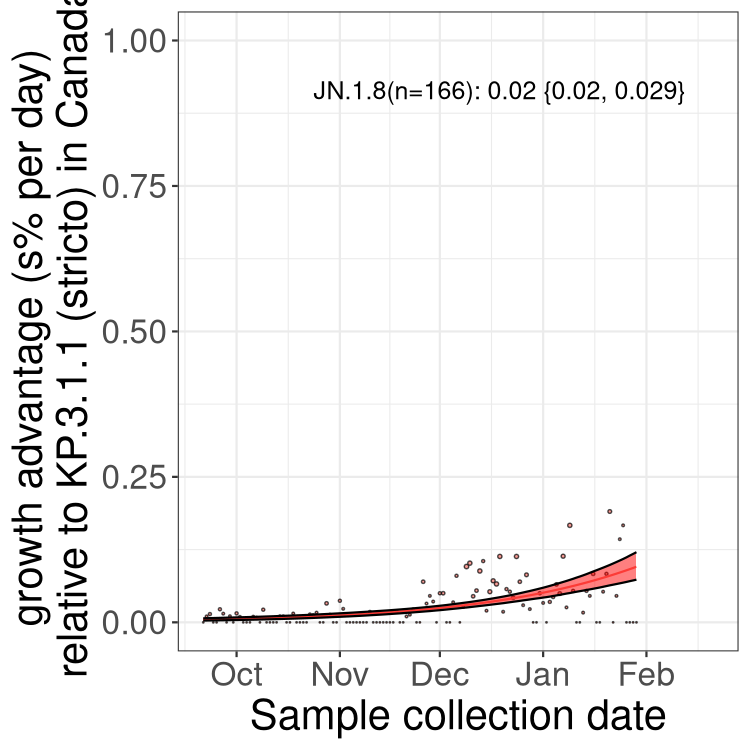 growth advantage (s% per day)
relative to KP.3.1.1 (stricto) in Canada
1.00
0.75
0.50
0.25
0.00
JN.1.8(n=166): 0.02 {0.02, 0.029}
Oct Nov Dec Jan Feb
Sample collection date